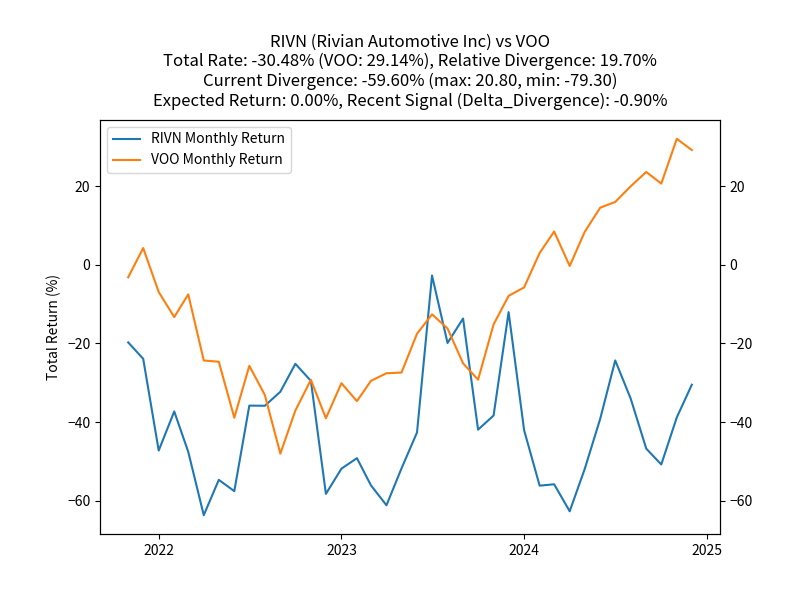 RIVN (Rivian Automotive Inc) vs VOO
Total Rate: -30.48% (VOO: 29.14%), Relative Divergence: 19.70%
Current Divergence: -59.60% (max: 20.80, min: -79.30)
Expected Return: 0.00%, Recent Signal (Delta_Divergence): -0.90%
RIVN Monthly Return
VOO Monthly Return
Total Return (%)
20
0
−20
−40
−60
20
0
−20
−40
−60
2022
2023
2024
2025